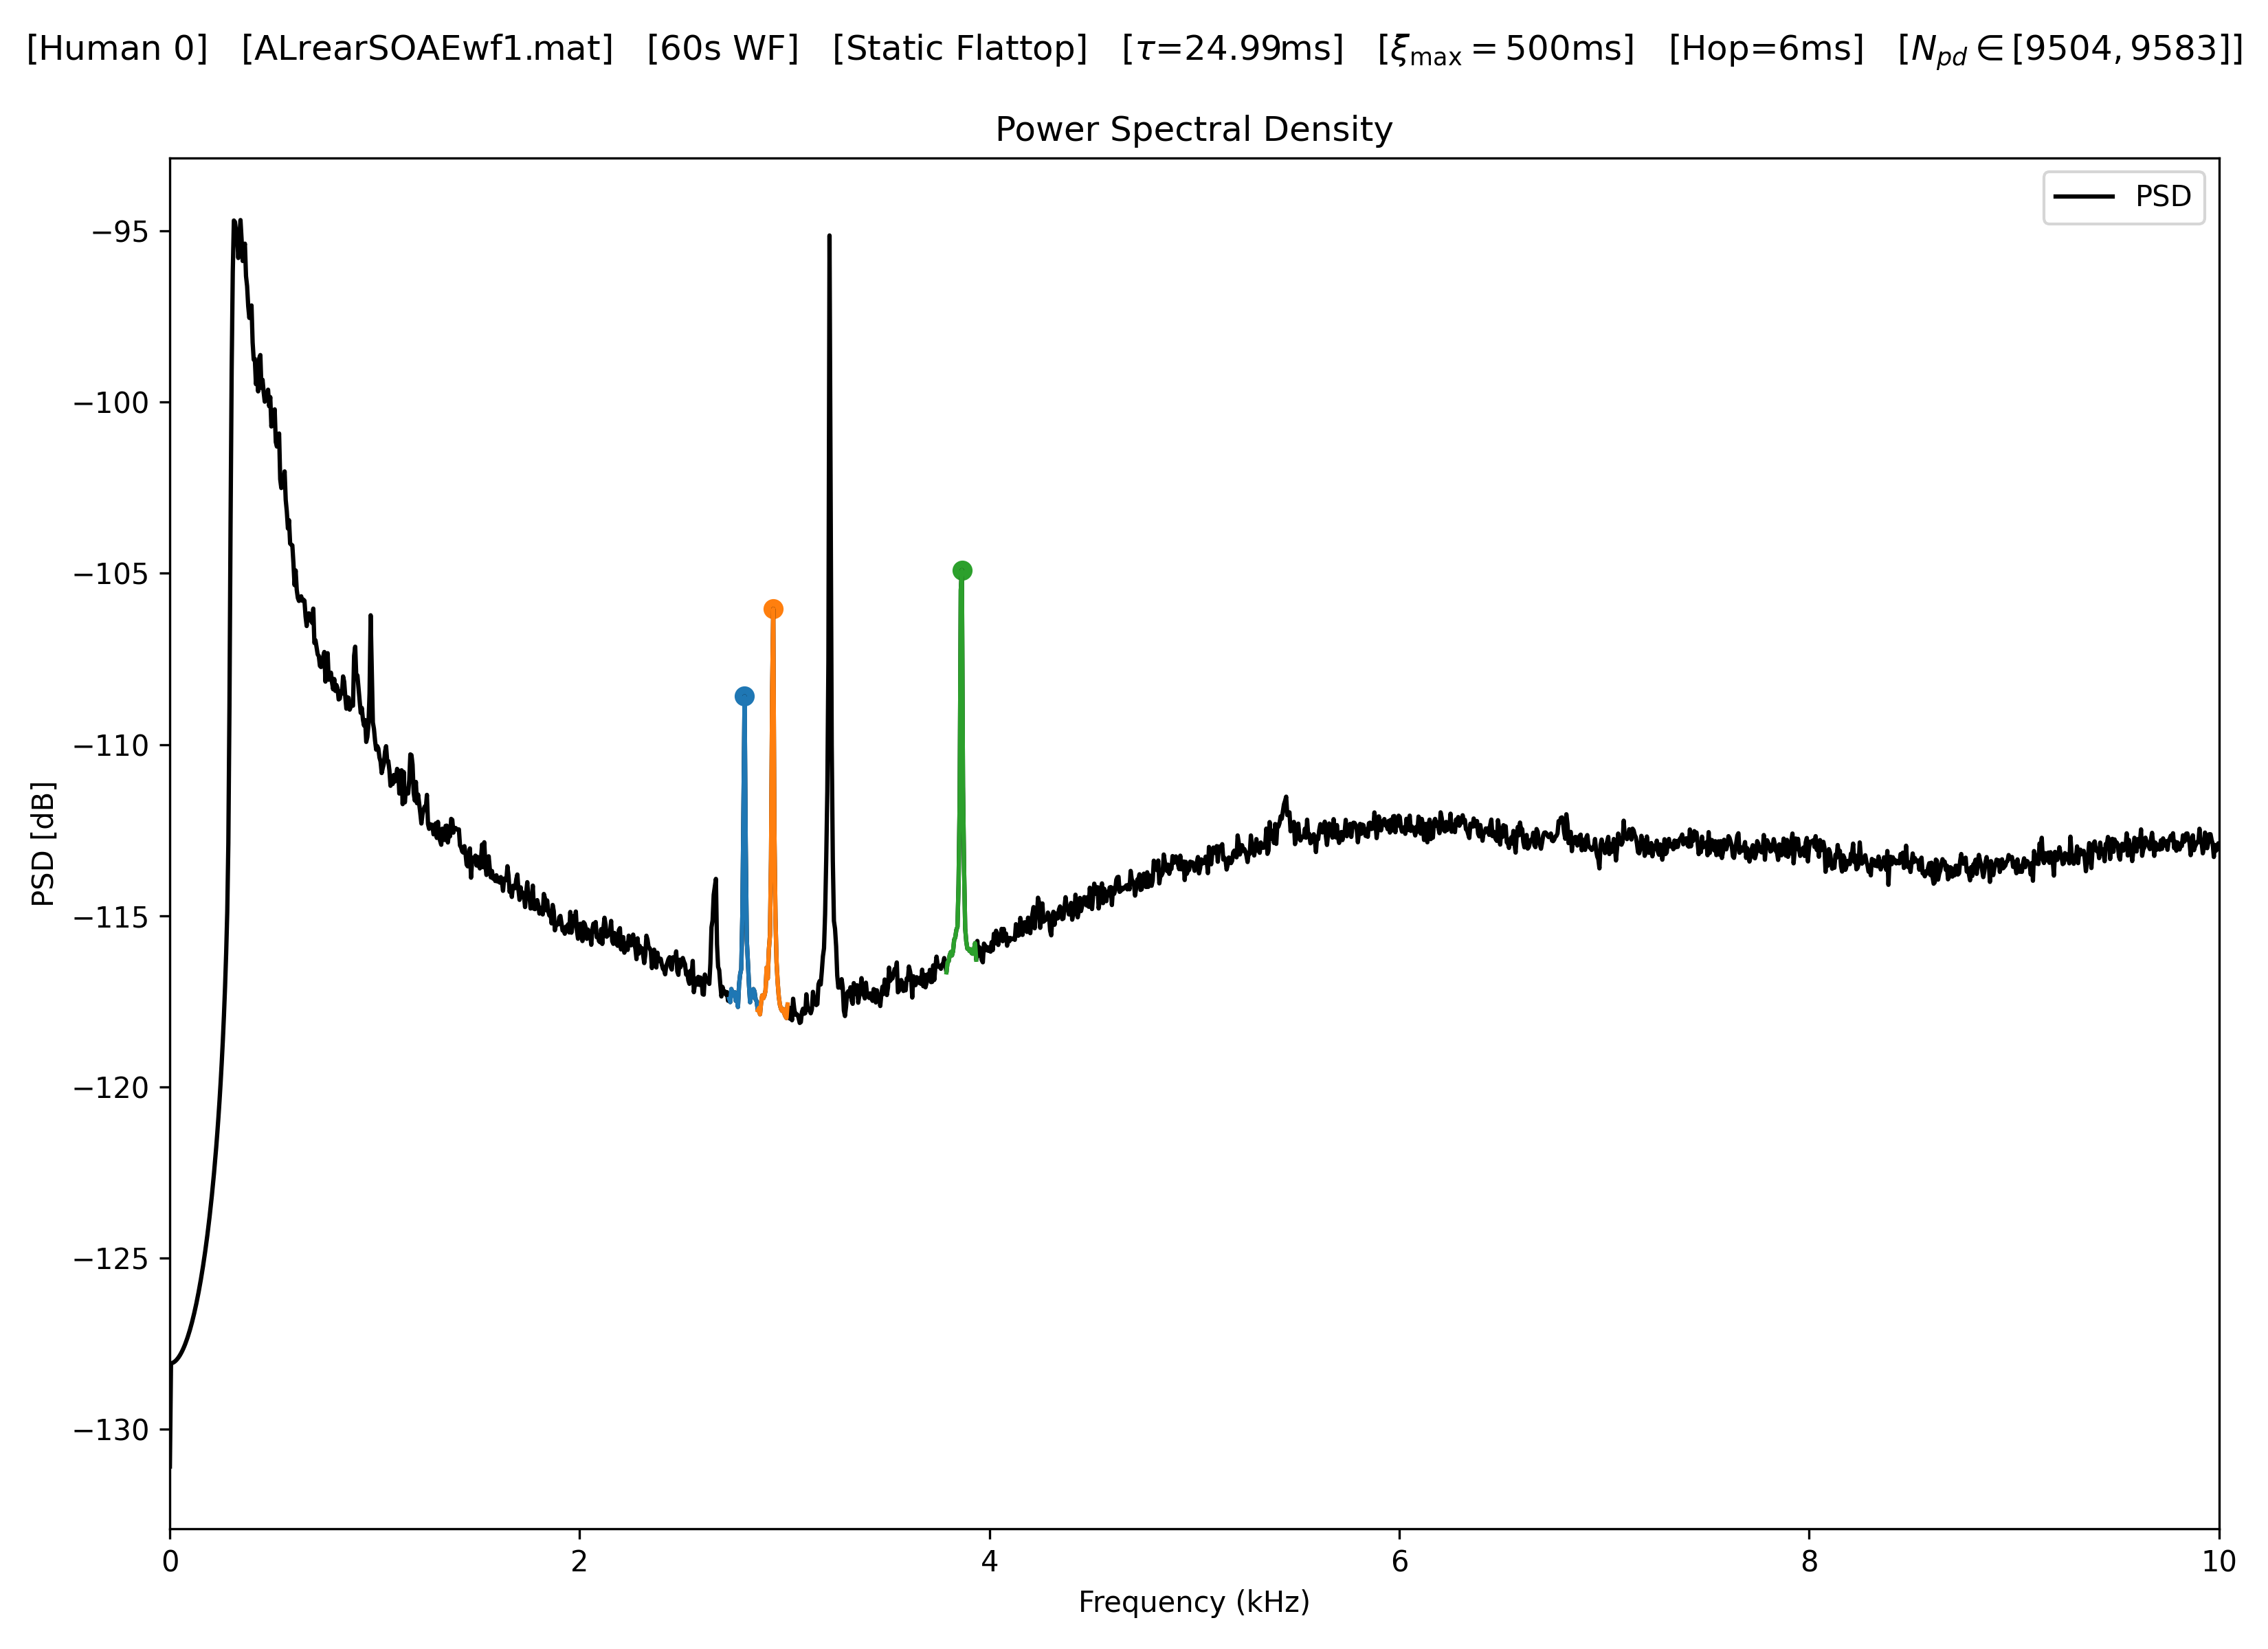 [Human 0] [ALrearSOAEwf1.mat] [60s WF] [Static Flattop] [τ=24.99ms] [ξmax = 500ms] [Hop=6ms] [Npd ∈ [9504, 9583]]
Power Spectral Density
PSD
−95
−100
−105
−110
−115
−120
−125
−130
PSD [dB]
0 2 4 6 8 10
Frequency (kHz)